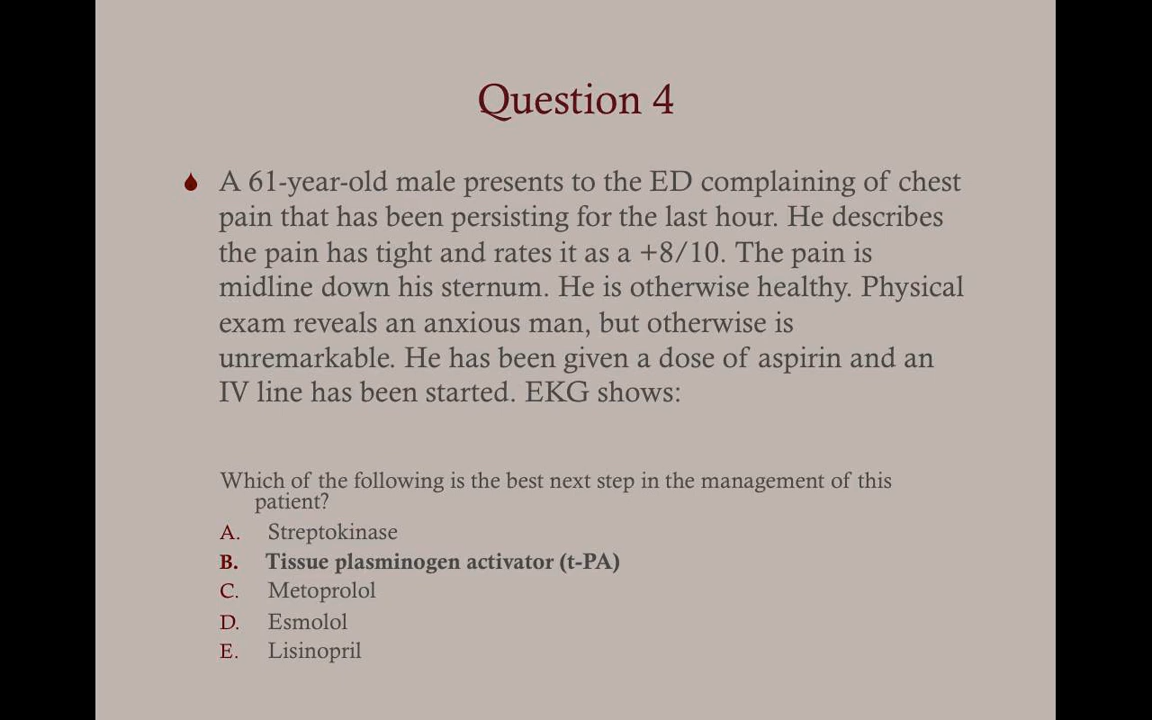 Question 4
A 61-year-old male presents to the ED complaining of chest
pain that has been persisting for the last hour. He describes
the pain has tight and rates it as a +8/10. The pain is
midline down his sternum. He is otherwise healthy. Physical
exam reveals an anxious man, but otherwise is
unremarkable. He has been given a dose of aspirin and an
IV line has been started. EKG shows:
Which of the following is the best next step in the management of this
patient?
A. Streptokinase
B. Tissue plasminogen activator (t-PA)
C. Metoprolol
D. Esmolol
E. Lisinopril